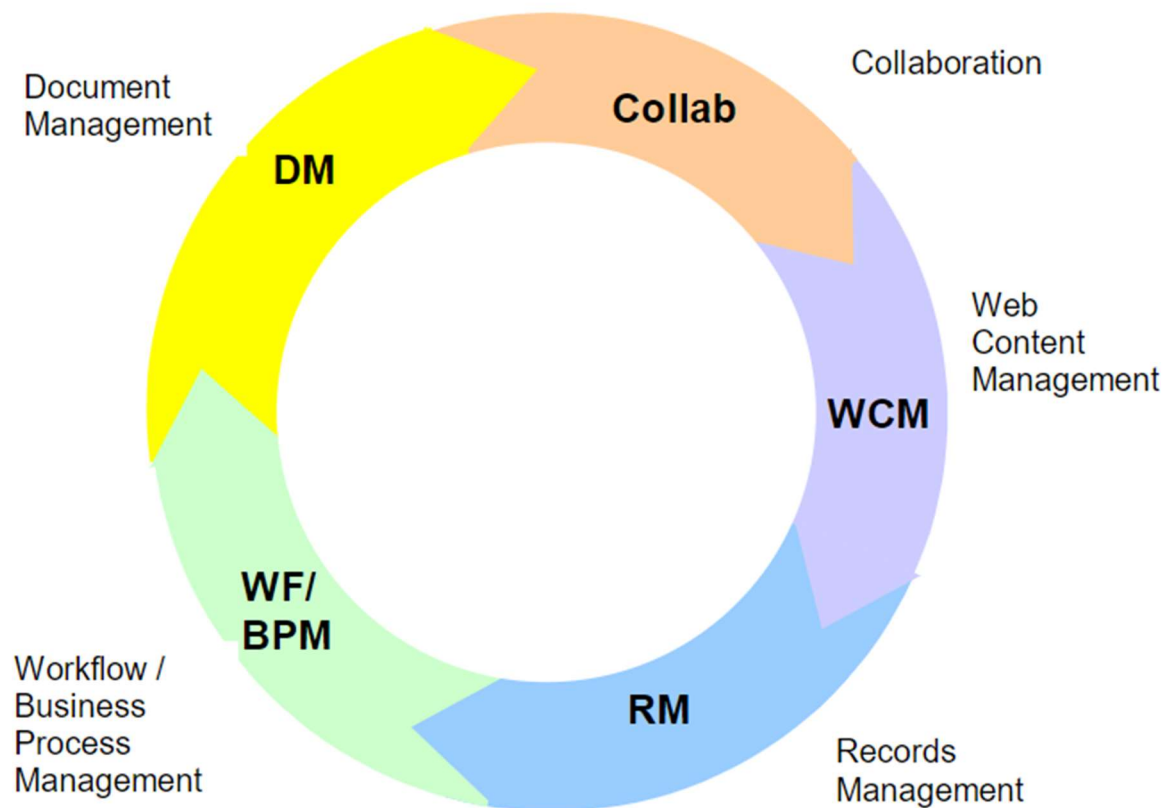 Document
Management
DM
Collab
Collaboration
Web
Content
Management
WCM
Records
Management
RM
WF/
BPM
Workflow /
Business
Process
Management